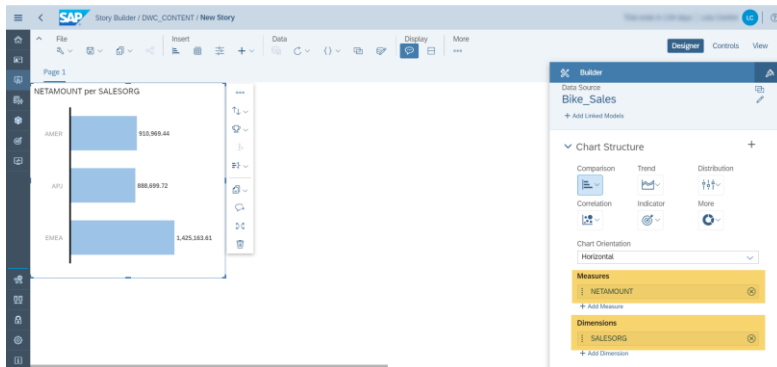 SAP Story Builder / DWC_CONTENT / New Story
LC
File
Insert
Data
Display
More
Designer
Controls
View
Page 1
NETAMOUNT per SALESORG
AMER
910,969.44
APJ
888,699.72
EMEA
1,425,183.61
Builder
Data Source
Bike_Sales
+ Add Linked Models
Chart Structure
Comparison
Trend
Distribution
Correlation
Indicator
More
Chart Orientation
Horizontal
Measures
NETAMOUNT
+ Add Measure
Dimensions
SALESORG
+ Add Dimension